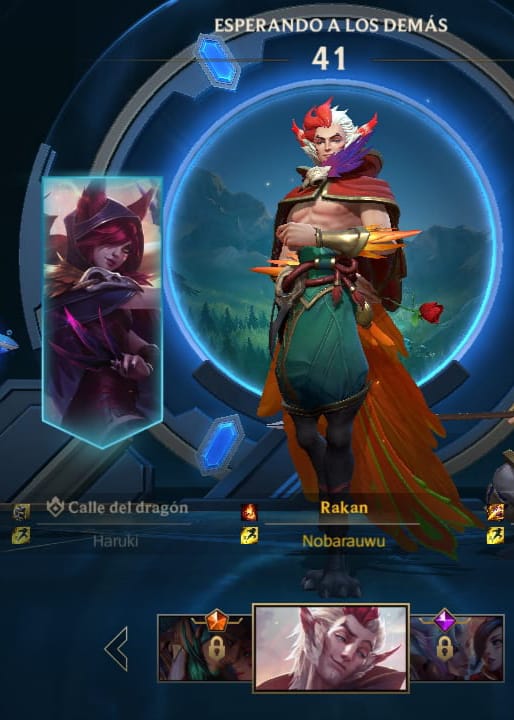 ESPERANDO A LOS DEMÁS
41
Calle del dragón
Rakan
Haruki
Nobarauwu